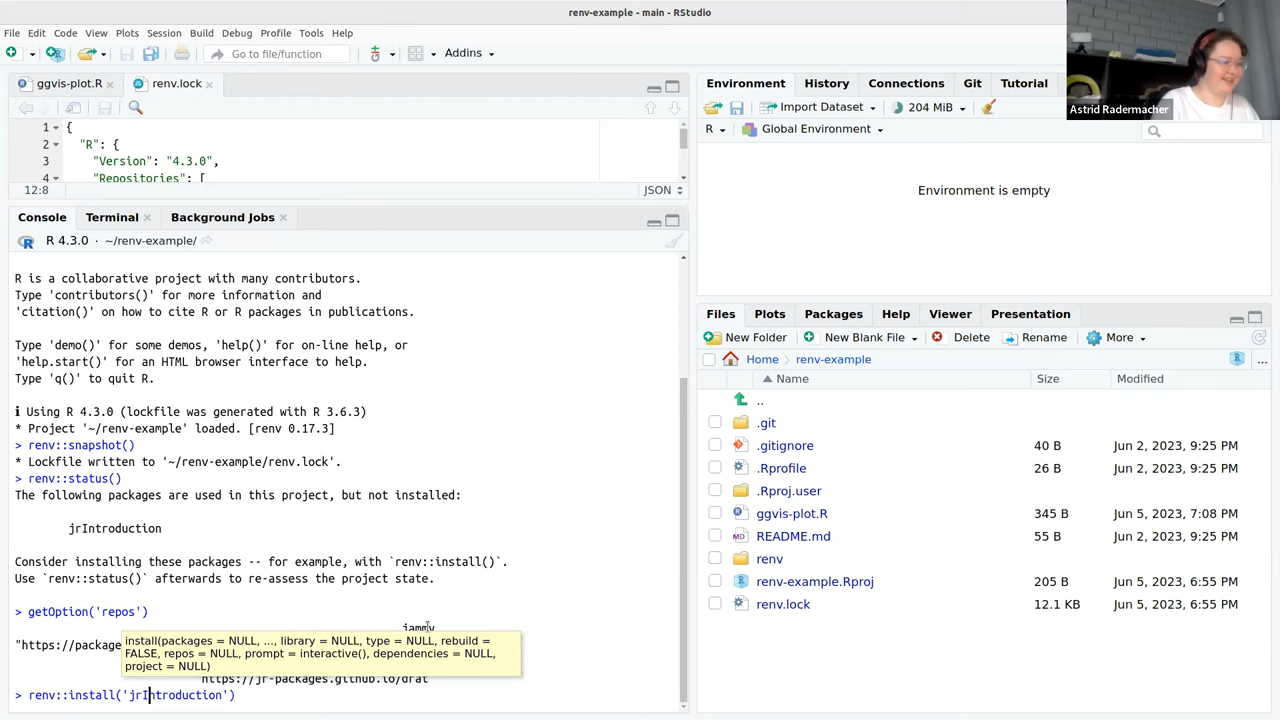 renv-example - main - RStudio
File Edit Code View Plots Session Build Debug Profile Tools Help
Go to file/function Addins
ggvis-plot.R renv.lock
1 {
2 "R": {
3 "Version": "4.3.0",
4 "Repositories": [
12:8 JSON
Console Terminal Background Jobs
R 4.3.0 · ~/renv-example/
R is a collaborative project with many contributors.
Type 'contributors()' for more information and
'citation()' on how to cite R or R packages in publications.
Type 'demo()' for some demos, 'help()' for on-line help, or
'help.start()' for an HTML browser interface to help.
Type 'q()' to quit R.
ℹ Using R 4.3.0 (lockfile was generated with R 3.6.3)
* Project '~/renv-example' loaded. [renv 0.17.3]
> renv::snapshot()
* Lockfile written to '~/renv-example/renv.lock'.
> renv::status()
The following packages are used in this project, but not installed:
jrIntroduction
Consider installing these packages -- for example, with `renv::install()`.
Use `renv::status()` afterwards to re-assess the project state.
> getOption('repos')
jammy
"https://package
install(packages = NULL, ..., library = NULL, type = NULL, rebuild =
FALSE, repos = NULL, prompt = interactive(), dependencies = NULL,
project = NULL)
https://jr-packages.github.io/drat
> renv::install('jrIntroduction')
Environment History Connections Git Tutorial
Import Dataset 204 MiB
R Global Environment
Environment is empty
Astrid Radermacher
Files Plots Packages Help Viewer Presentation
New Folder New Blank File Delete Rename More
Home renv-example ...
Name Size Modified
..
.git
.gitignore 40 B Jun 2, 2023, 9:25 PM
.Rprofile 26 B Jun 2, 2023, 9:25 PM
.Rproj.user
ggvis-plot.R 345 B Jun 5, 2023, 7:08 PM
README.md 55 B Jun 2, 2023, 9:25 PM
renv
renv-example.Rproj 205 B Jun 5, 2023, 6:55 PM
renv.lock 12.1 KB Jun 5, 2023, 6:55 PM